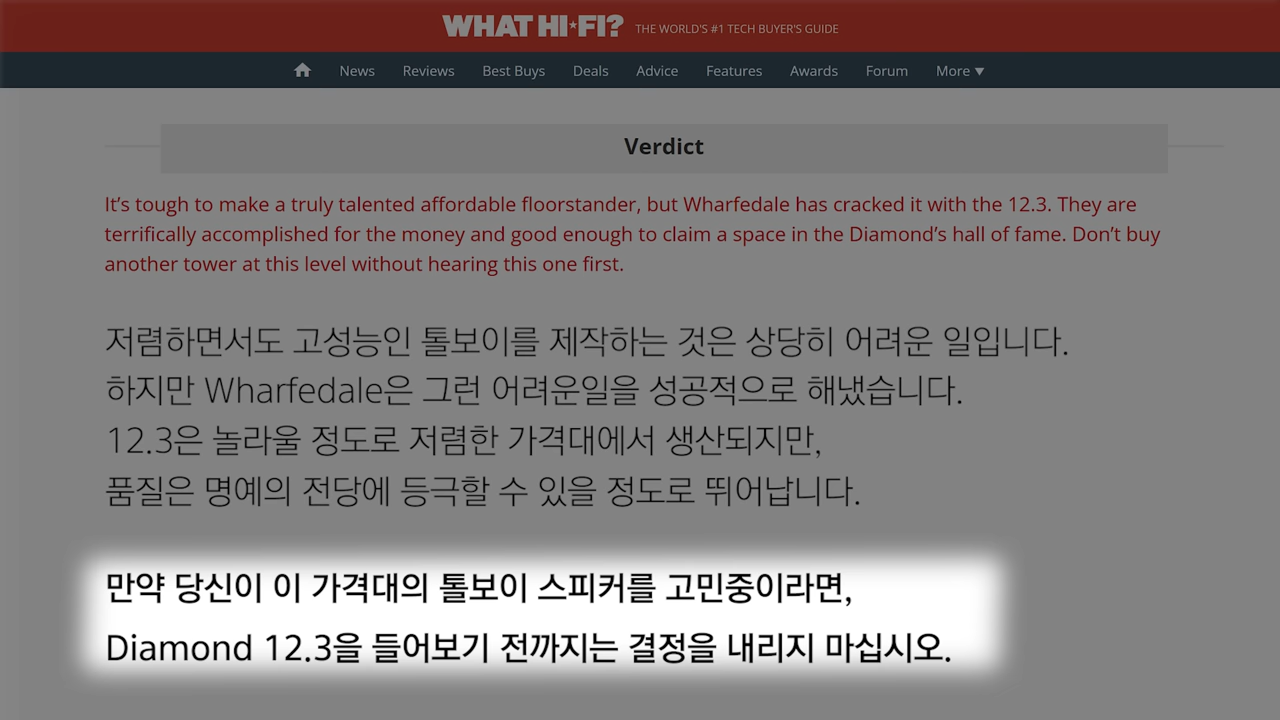 WHAT HI★FI? THE WORLD'S #1 TECH BUYER'S GUIDE
News Reviews Best Buys Deals Advice Features Awards Forum More ▼
Verdict
It's tough to make a truly talented affordable floorstander, but Wharfedale has cracked it with the 12.3. They are
terrifically accomplished for the money and good enough to claim a space in the Diamond's hall of fame. Don't buy
another tower at this level without hearing this one first.
저렴하면서도 고성능인 톨보이를 제작하는 것은 상당히 어려운 일입니다.
하지만 Wharfedale은 그런 어려운일을 성공적으로 해냈습니다.
12.3은 놀라울 정도로 저렴한 가격대에서 생산되지만,
품질은 명예의 전당에 등극할 수 있을 정도로 뛰어납니다.
만약 당신이 이 가격대의 톨보이 스피커를 고민중이라면,
Diamond 12.3을 들어보기 전까지는 결정을 내리지 마십시오.